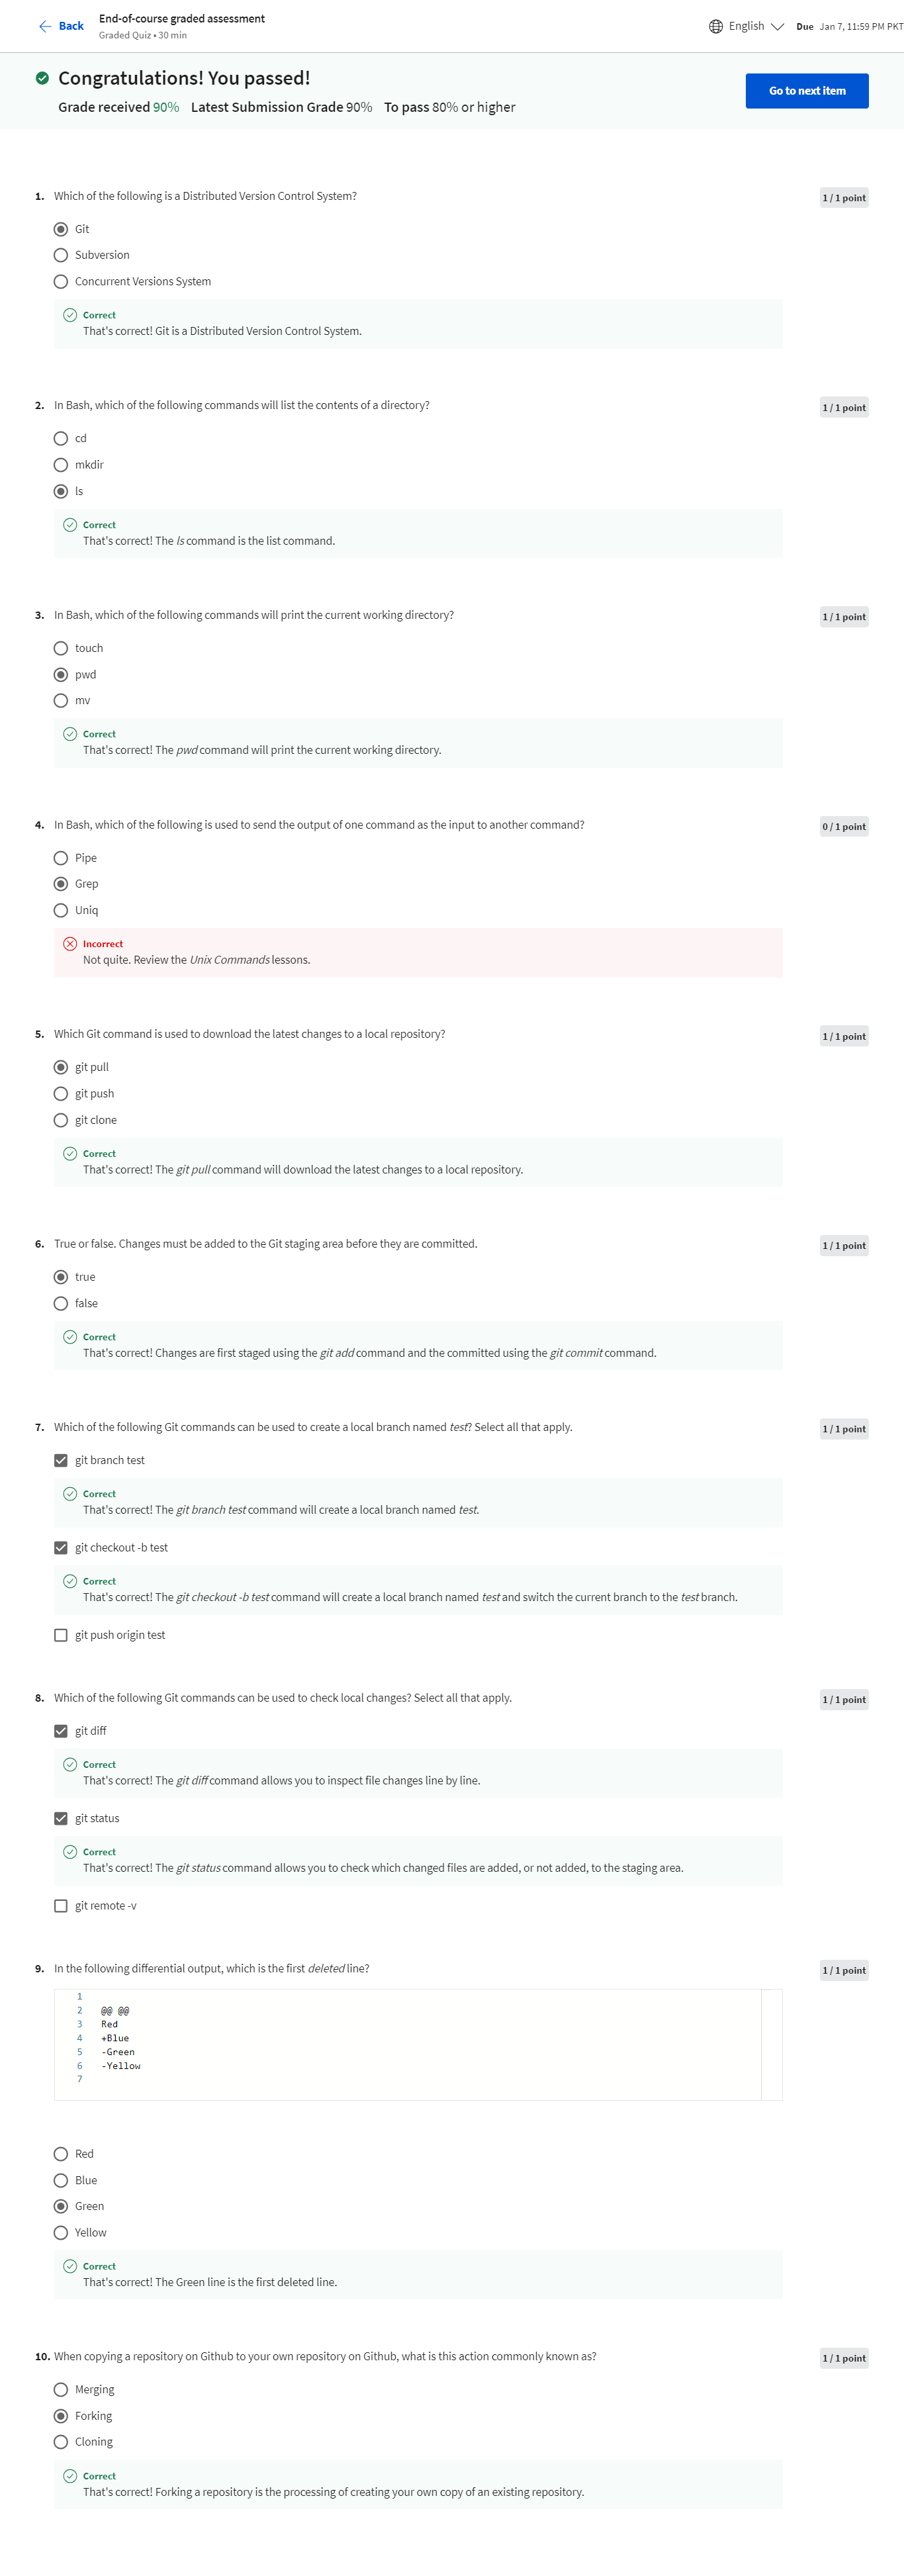 Back
End-of-course graded assessment
Graded Quiz • 30 min
English
Due Jan 7, 11:59 PM PKT
Congratulations! You passed!
Grade received 90% Latest Submission Grade 90% To pass 80% or higher
Go to next item
1. Which of the following is a Distributed Version Control System?
1 / 1 point
Git
Subversion
Concurrent Versions System
Correct
That's correct! Git is a Distributed Version Control System.
2. In Bash, which of the following commands will list the contents of a directory?
1 / 1 point
cd
mkdir
ls
Correct
That's correct! The ls command is the list command.
3. In Bash, which of the following commands will print the current working directory?
1 / 1 point
touch
pwd
mv
Correct
That's correct! The pwd command will print the current working directory.
4. In Bash, which of the following is used to send the output of one command as the input to another command?
0 / 1 point
Pipe
Grep
Uniq
Incorrect
Not quite. Review the Unix Commands lessons.
5. Which Git command is used to download the latest changes to a local repository?
1 / 1 point
git pull
git push
git clone
Correct
That's correct! The git pull command will download the latest changes to a local repository.
6. True or false. Changes must be added to the Git staging area before they are committed.
1 / 1 point
true
false
Correct
That's correct! Changes are first staged using the git add command and the committed using the git commit command.
7. Which of the following Git commands can be used to create a local branch named test? Select all that apply.
1 / 1 point
git branch test
Correct
That's correct! The git branch test command will create a local branch named test.
git checkout -b test
Correct
That's correct! The git checkout -b test command will create a local branch named test and switch the current branch to the test branch.
git push origin test
8. Which of the following Git commands can be used to check local changes? Select all that apply.
1 / 1 point
git diff
Correct
That's correct! The git diff command allows you to inspect file changes line by line.
git status
Correct
That's correct! The git status command allows you to check which changed files are added, or not added, to the staging area.
git remote -v
9. In the following differential output, which is the first deleted line?
1 / 1 point
1
2 @@ @@
3 Red
4 +Blue
5 -Green
6 -Yellow
7
Red
Blue
Green
Yellow
Correct
That's correct! The Green line is the first deleted line.
10. When copying a repository on Github to your own repository on Github, what is this action commonly known as?
1 / 1 point
Merging
Forking
Cloning
Correct
That's correct! Forking a repository is the processing of creating your own copy of an existing repository.